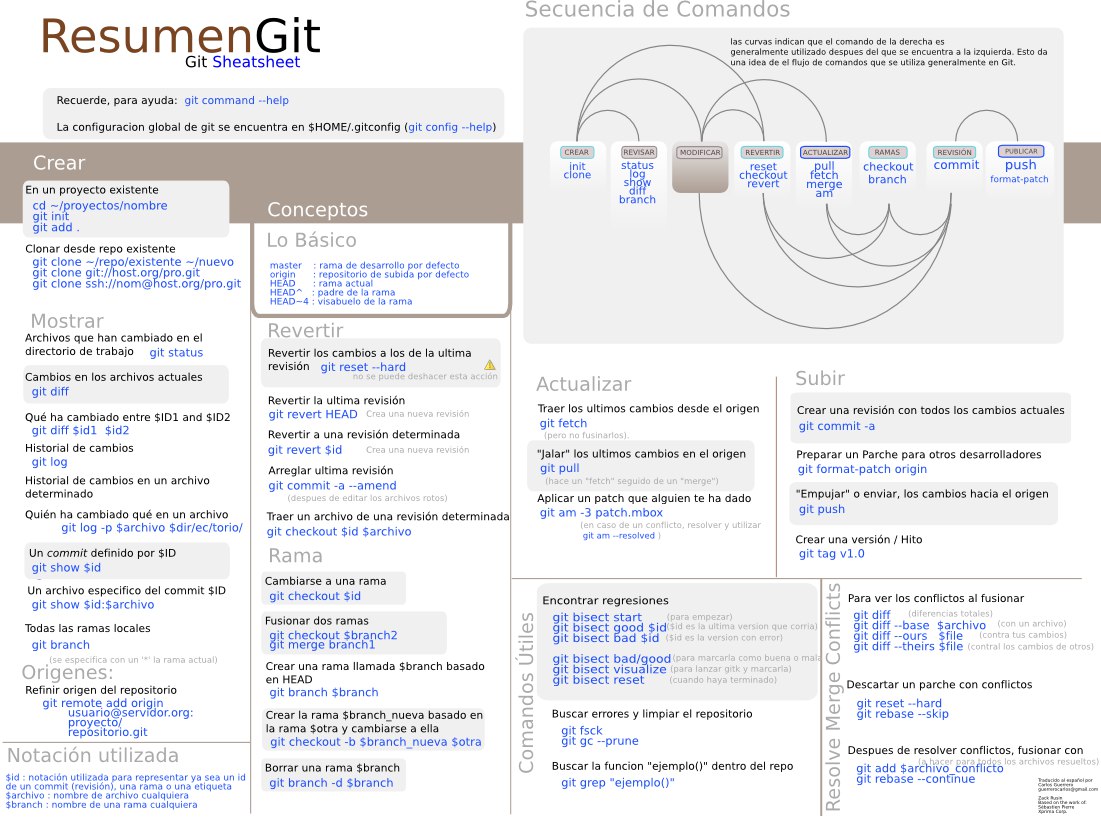 ResumenGit
Git Sheatsheet
Recuerde, para ayuda: git command --help
La configuracion global de git se encuentra en $HOME/.gitconfig (git config --help)
Secuencia de Comandos
las curvas indican que el comando de la derecha es
generalmente utilizado despues del que se encuentra a la izquierda. Esto da
una idea de el flujo de comandos que se utiliza generalmente en Git.
CREAR
init
clone
REVISAR
status
log
show
diff
branch
MODIFICAR
REVERTIR
reset
checkout
revert
ACTUALIZAR
pull
fetch
merge
am
RAMAS
checkout
branch
REVISIÓN
commit
PUBLICAR
push
format-patch
Crear
En un proyecto existente
cd ~/proyectos/nombre
git init
git add .
Clonar desde repo existente
git clone ~/repo/existente ~/nuevo
git clone git://host.org/pro.git
git clone ssh://nom@host.org/pro.git
Mostrar
Archivos que han cambiado en el
directorio de trabajo git status
Cambios en los archivos actuales
git diff
Qué ha cambiado entre $ID1 and $ID2
git diff $id1 $id2
Historial de cambios
git log
Historial de cambios en un archivo
determinado
Quién ha cambiado qué en un archivo
git log -p $archivo $dir/ec/torio/
Un commit definido por $ID
git show $id
Un archivo especifico del commit $ID
git show $id:$archivo
Todas las ramas locales
git branch
(se especifica con un '*' la rama actual)
Origenes:
Refinir origen del repositorio
git remote add origin
usuario@servidor.org:
proyecto/
repositorio.git
Notación utilizada
$id : notación utilizada para representar ya sea un id
de un commit (revisión), una rama o una etiqueta
$archivo : nombre de archivo cualquiera
$branch : nombre de una rama cualquiera
Conceptos
Lo Básico
master : rama de desarrollo por defecto
origin : repositorio de subida por defecto
HEAD : rama actual
HEAD^ : padre de la rama
HEAD~4 : visabuelo de la rama
Revertir
Revertir los cambios a los de la ultima
revisión git reset --hard
no se puede deshacer esta acción
Revertir la ultima revisión
git revert HEAD Crea una nueva revisión
Revertir a una revisión determinada
git revert $id Crea una nueva revisión
Arreglar ultima revisión
git commit -a --amend
(despues de editar los archivos rotos)
Traer un archivo de una revisión determinada
git checkout $id $archivo
Rama
Cambiarse a una rama
git checkout $id
Fusionar dos ramas
git checkout $branch2
git merge branch1
Crear una rama llamada $branch basado
en HEAD
git branch $branch
Crear la rama $branch_nueva basado en
la rama $otra y cambiarse a ella
git checkout -b $branch_nueva $otra
Borrar una rama $branch
git branch -d $branch
Actualizar
Traer los ultimos cambios desde el origen
git fetch
(pero no fusinarlos).
"Jalar" los ultimos cambios en el origen
git pull
(hace un "fetch" seguido de un "merge")
Aplicar un patch que alguien te ha dado
git am -3 patch.mbox
(en caso de un conflicto, resolver y utilizar
git am --resolved )
Subir
Crear una revisión con todos los cambios actuales
git commit -a
Preparar un Parche para otros desarrolladores
git format-patch origin
"Empujar" o enviar, los cambios hacia el origen
git push
Crear una versión / Hito
git tag v1.0
Comandos Útiles
Encontrar regresiones
git bisect start (para empezar)
git bisect good $id ($id es la ultima version que corria)
git bisect bad $id ($id es la version con error)
git bisect bad/good (para marcarla como buena o mala
git bisect visualize (para lanzar gitk y marcarla)
git bisect reset (cuando haya terminado)
Buscar errores y limpiar el repositorio
git fsck
git gc --prune
Buscar la funcion "ejemplo()" dentro del repo
git grep "ejemplo()"
Resolve Merge Conflicts
Para ver los conflictos al fusionar
git diff (diferencias totales)
git diff --base $archivo (con un archivo)
git diff --ours $file (contra tus cambios)
git diff --theirs $file (contral los cambios de otros)
Descartar un parche con conflictos
git reset --hard
git rebase --skip
Despues de resolver conflictos, fusionar con
(a hacer para todos los archivos resueltos)
git add $archivo_conflicto
git rebase --continue
Traducido al español por
Carlos Guerrero
guerrerocarlos@gmail.com
Zack Rusin
Based on the work of:
Sébastien Pierre
Xprima Corp.